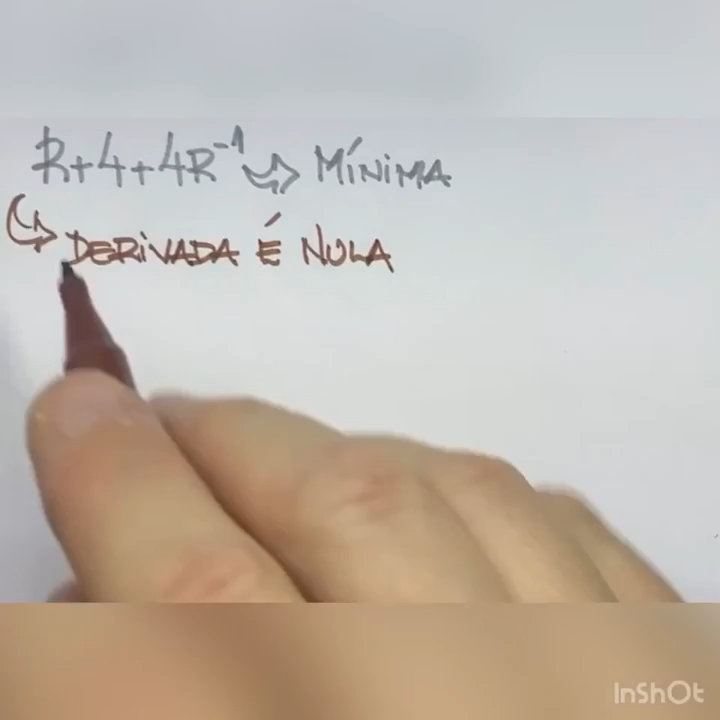 R+4+4R⁻¹ ↪ MÍNIMA
↪ DERIVADA É NULA
InShOt